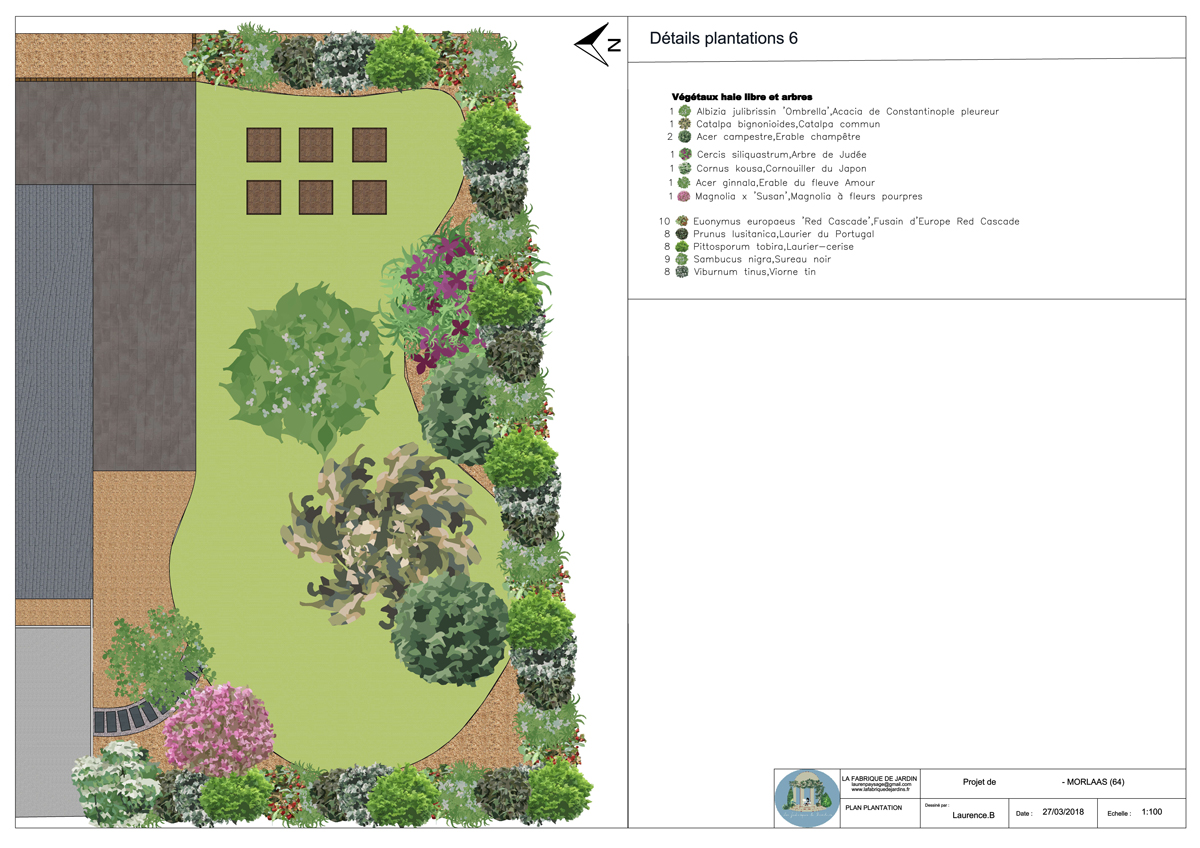 N
Détails plantations 6
Végétaux haie libre et arbres
1 Albizia julibrissin 'Ombrella',Acacia de Constantinople pleureur
1 Catalpa bignonioides,Catalpa commun
2 Acer campestre,Erable champêtre
1 Cercis siliquastrum,Arbre de Judée
1 Cornus kousa,Cornouiller du Japon
1 Acer ginnala,Erable du fleuve Amour
1 Magnolia x 'Susan',Magnolia à fleurs pourpres
10 Euonymus europaeus 'Red Cascade',Fusain d'Europe Red Cascade
8 Prunus lusitanica,Laurier du Portugal
8 Pittosporum tobira,Laurier-cerise
9 Sambucus nigra,Sureau noir
8 Viburnum tinus,Viorne tin
LA FABRIQUE DE JARDIN
laurenpaysage@gmail.com
www.lafabriquedejardins.fr
Projet de - MORLAAS (64)
PLAN PLANTATION
Dessiné par :
Laurence.B
Date : 27/03/2018
Echelle : 1:100